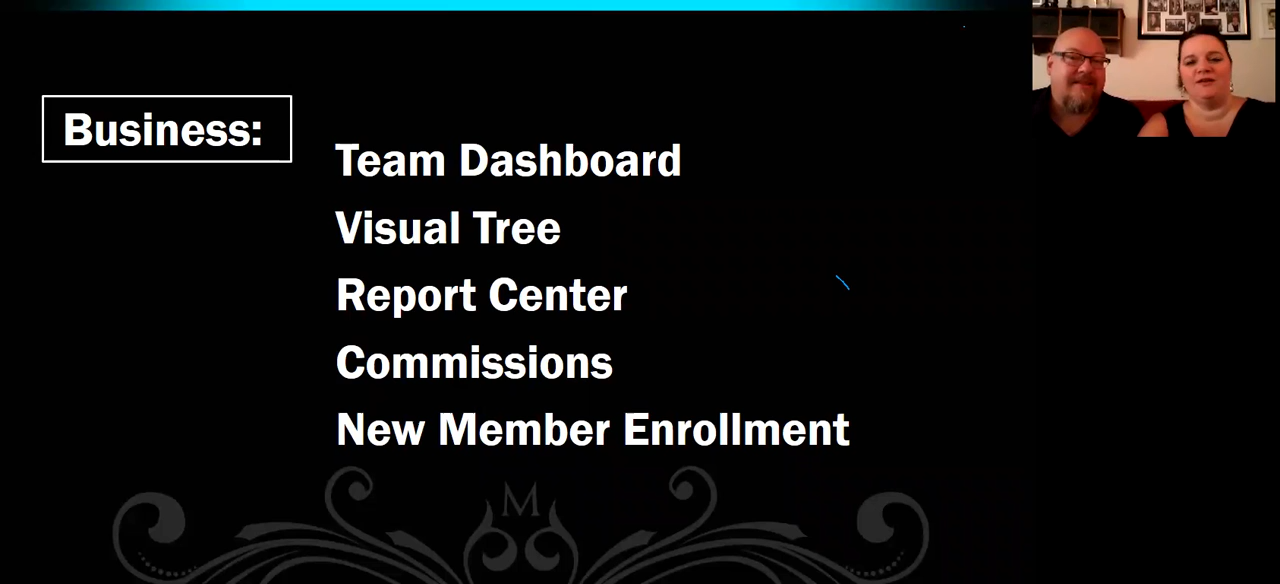 Business:
Team Dashboard
Visual Tree
Report Center
Commissions
New Member Enrollment
M